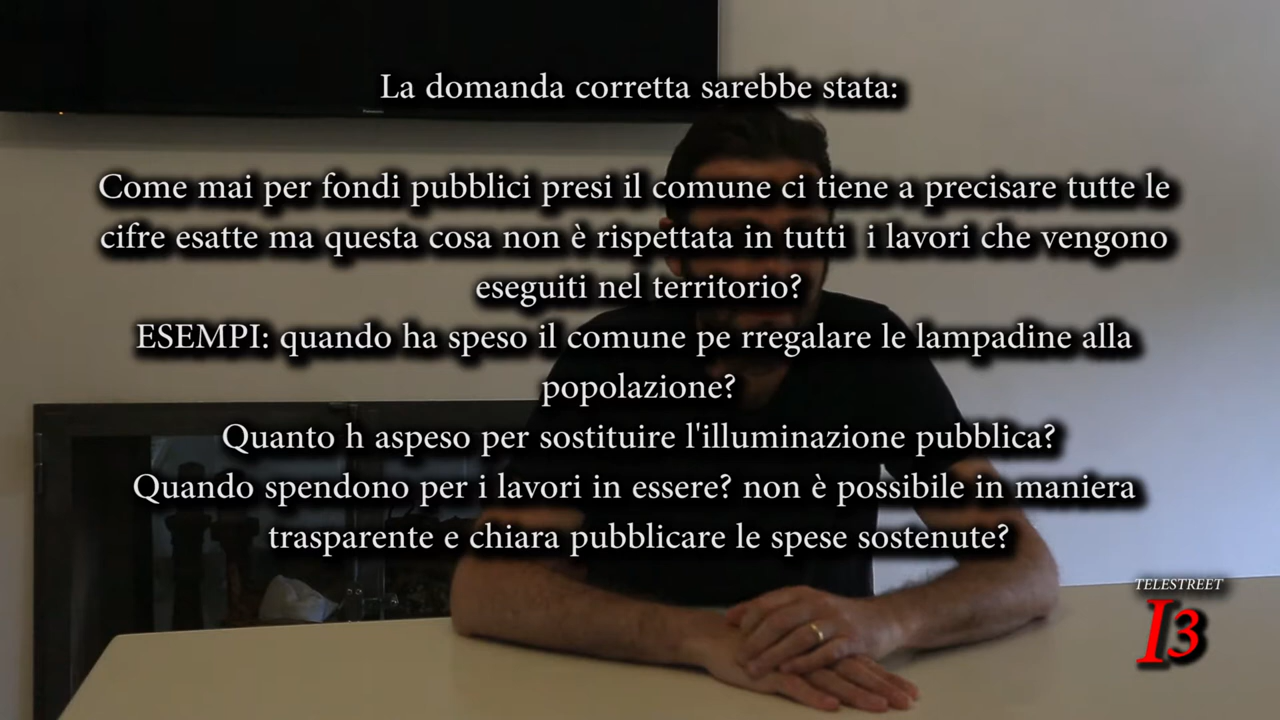 La domanda corretta sarebbe stata:
Come mai per fondi pubblici presi il comune ci tiene a precisare tutte le
cifre esatte ma questa cosa non è rispettata in tutti  i lavori che vengono
eseguiti nel territorio?
ESEMPI: quando ha speso il comune pe rregalare le lampadine alla
popolazione?
Quanto h aspeso per sostituire l'illuminazione pubblica?
Quando spendono per i lavori in essere? non è possibile in maniera
trasparente e chiara pubblicare le spese sostenute?
TELESTREET
I3